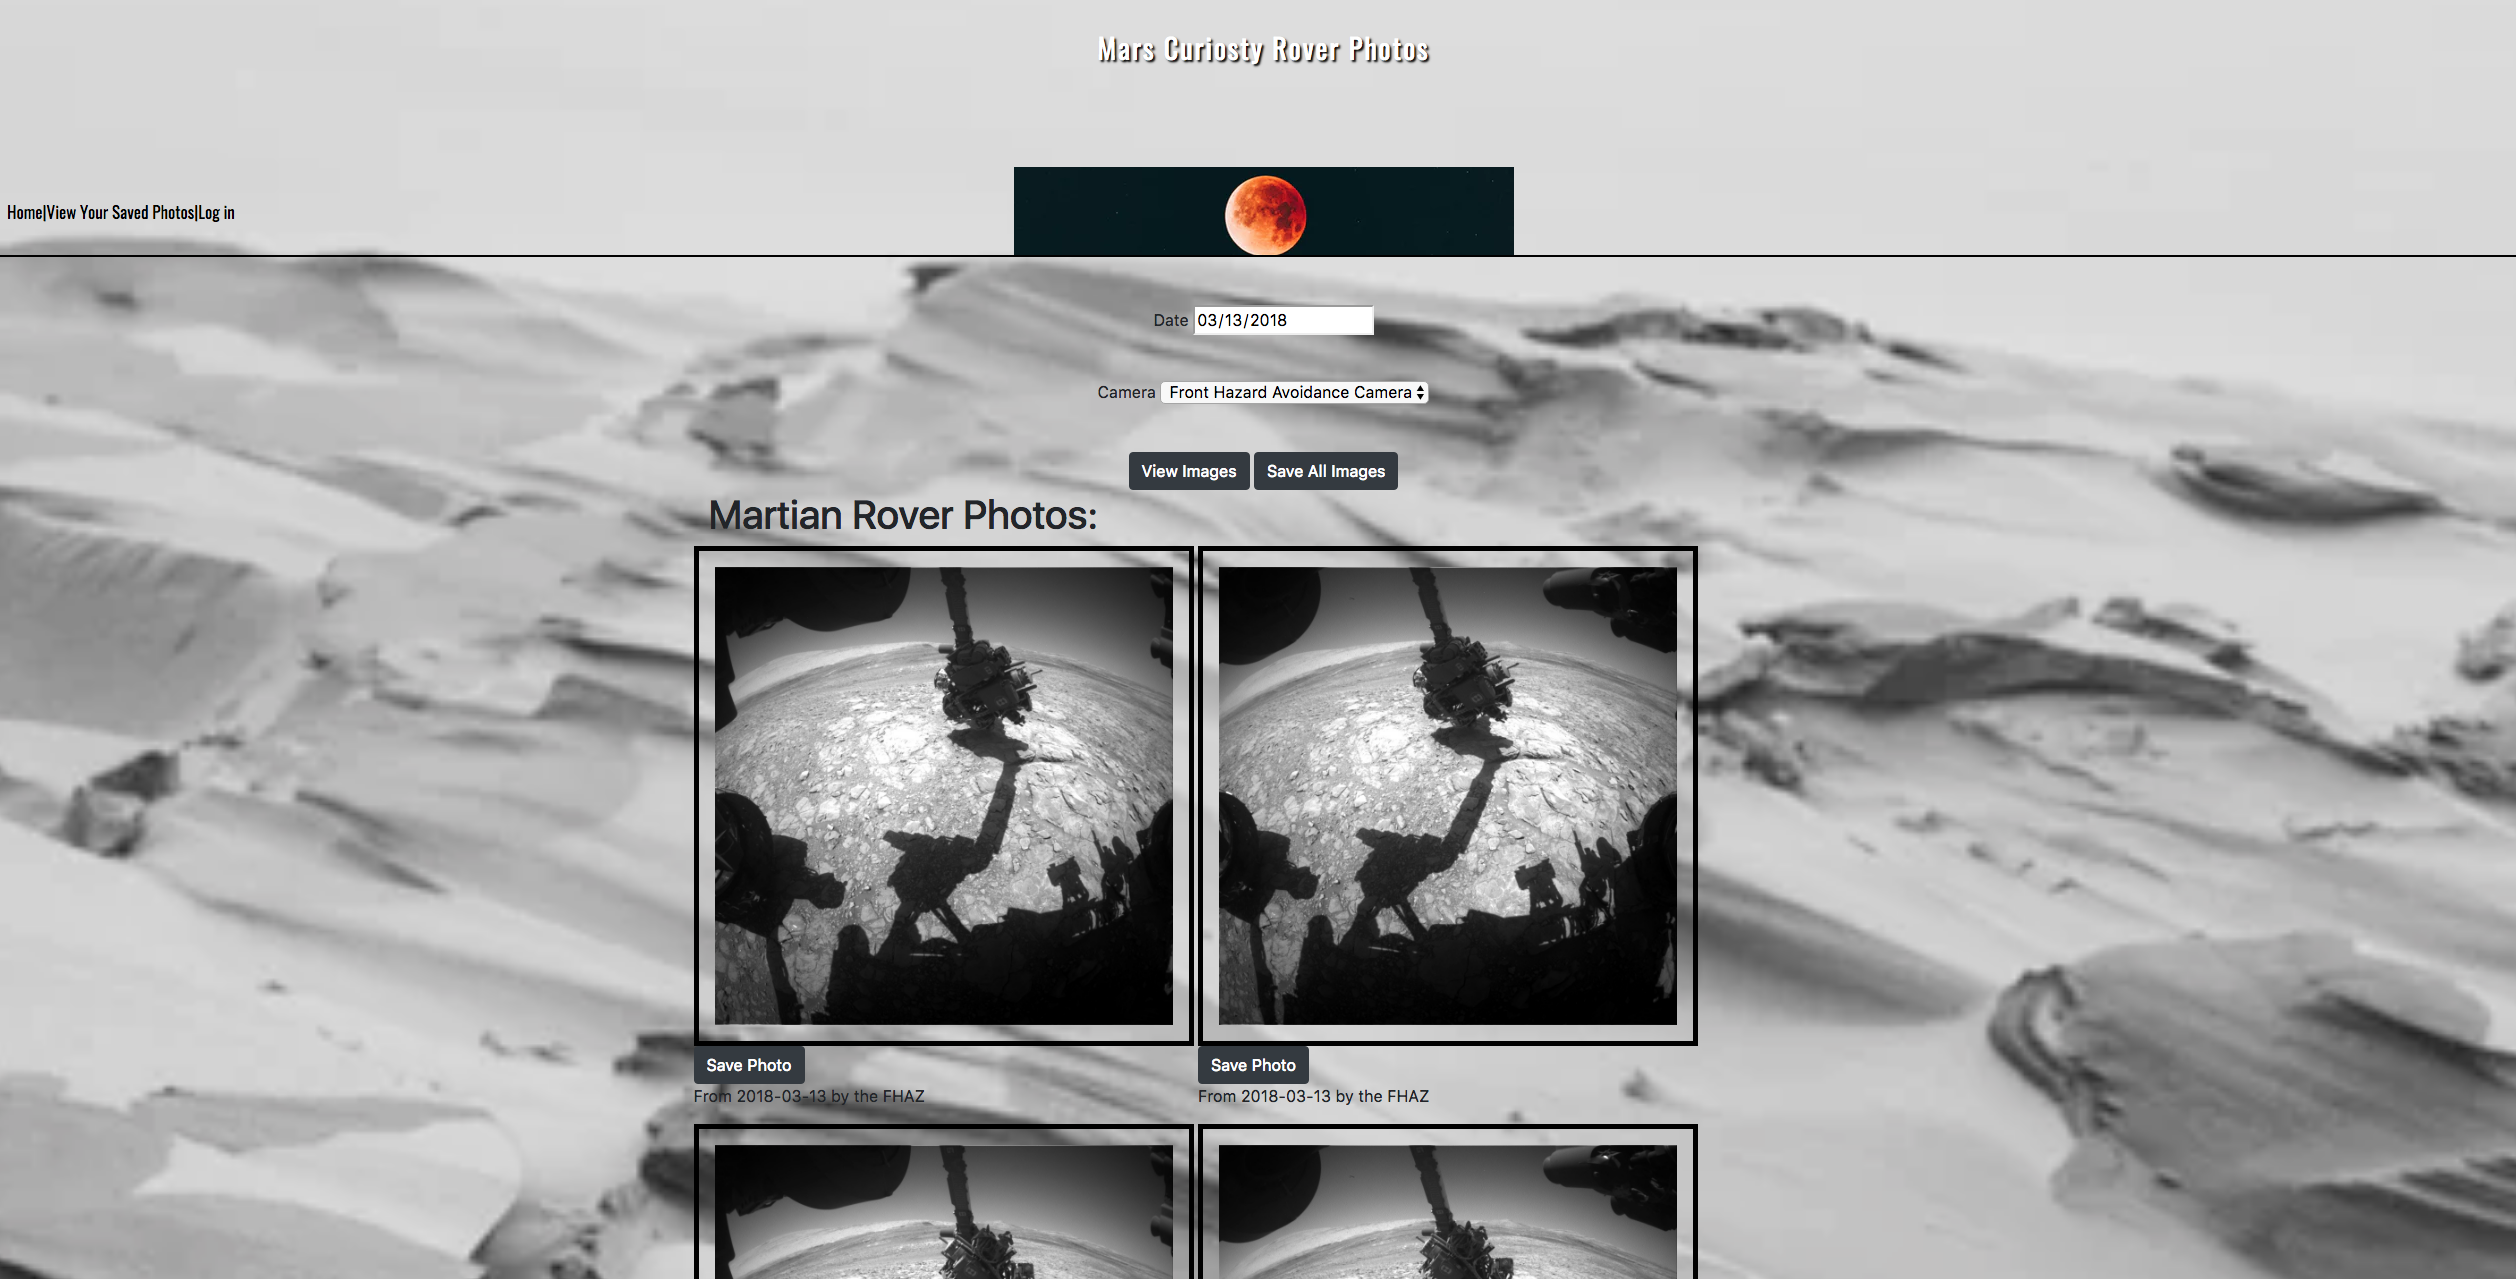 Mars Curiosty Rover Photos
Home|View Your Saved Photos|Log in
Date 03/13/2018
Camera Front Hazard Avoidance Camera
View Images Save All Images
Martian Rover Photos:
Save Photo Save Photo
From 2018-03-13 by the FHAZ From 2018-03-13 by the FHAZ